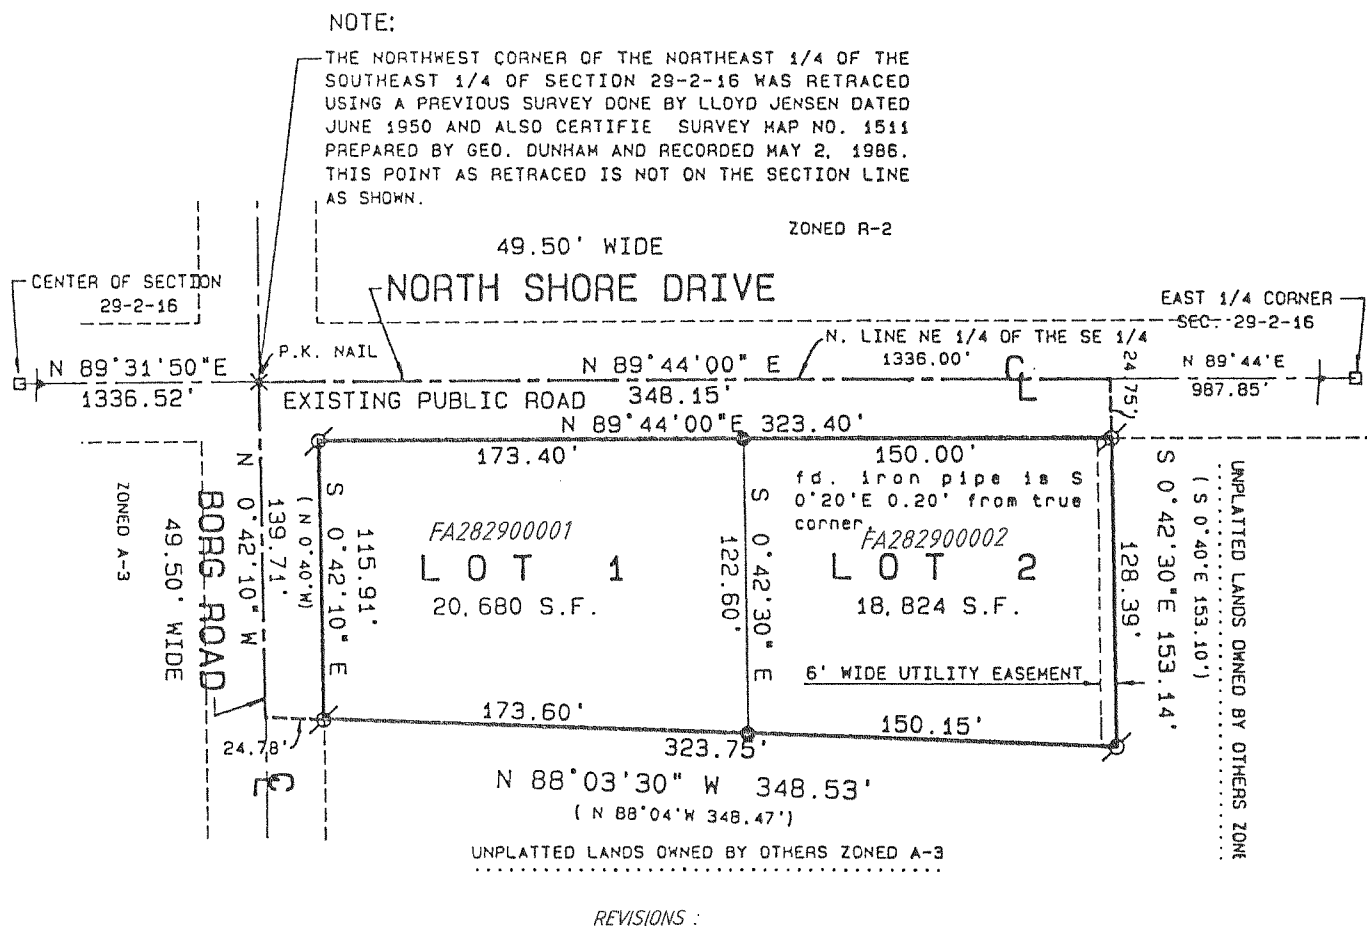 NOTE:
THE NORTHWEST CORNER OF THE NORTHEAST 1/4 OF THE
SOUTHEAST 1/4 OF SECTION 29-2-16 WAS RETRACED
USING A PREVIOUS SURVEY DONE BY LLOYD JENSEN DATED
JUNE 1950 AND ALSO CERTIFIE SURVEY MAP NO. 1511
PREPARED BY GEO. DUNHAM AND RECORDED MAY 2, 1986.
THIS POINT AS RETRACED IS NOT ON THE SECTION LINE
AS SHOWN.
ZONED R-2
49.50' WIDE
NORTH SHORE DRIVE
CENTER OF SECTION
29-2-16
EAST 1/4 CORNER
SEC. 29-2-16
N. LINE NE 1/4 OF THE SE 1/4
1336.00'
P.K. NAIL
N 89°31'50"E
1336.52'
N 89°44'00" E
348.15'
CL
24.75'
N 89°44'E
987.85'
EXISTING PUBLIC ROAD
N 89°44'00"E 323.40'
173.40'
150.00'
fd. iron pipe is S
0°20'E 0.20' from true
corner.
ZONED A-3
49.50' WIDE
BORG ROAD
N 0°42'10" W
139.71'
(N 0°40'W)
S 0°42'10" E
115.91'
FA282900001
LOT 1
20,680 S.F.
S 0°42'30" E
122.60'
FA282900002
LOT 2
18,824 S.F.
6' WIDE UTILITY EASEMENT
128.39'
S 0°42'30"E 153.14'
(S 0°40'E 153.10')
UNPLATTED LANDS OWNED BY OTHERS ZONE
173.60'
150.15'
24.78'
CL
323.75'
N 88°03'30" W 348.53'
(N 88°04'W 348.47')
UNPLATTED LANDS OWNED BY OTHERS ZONED A-3
REVISIONS :